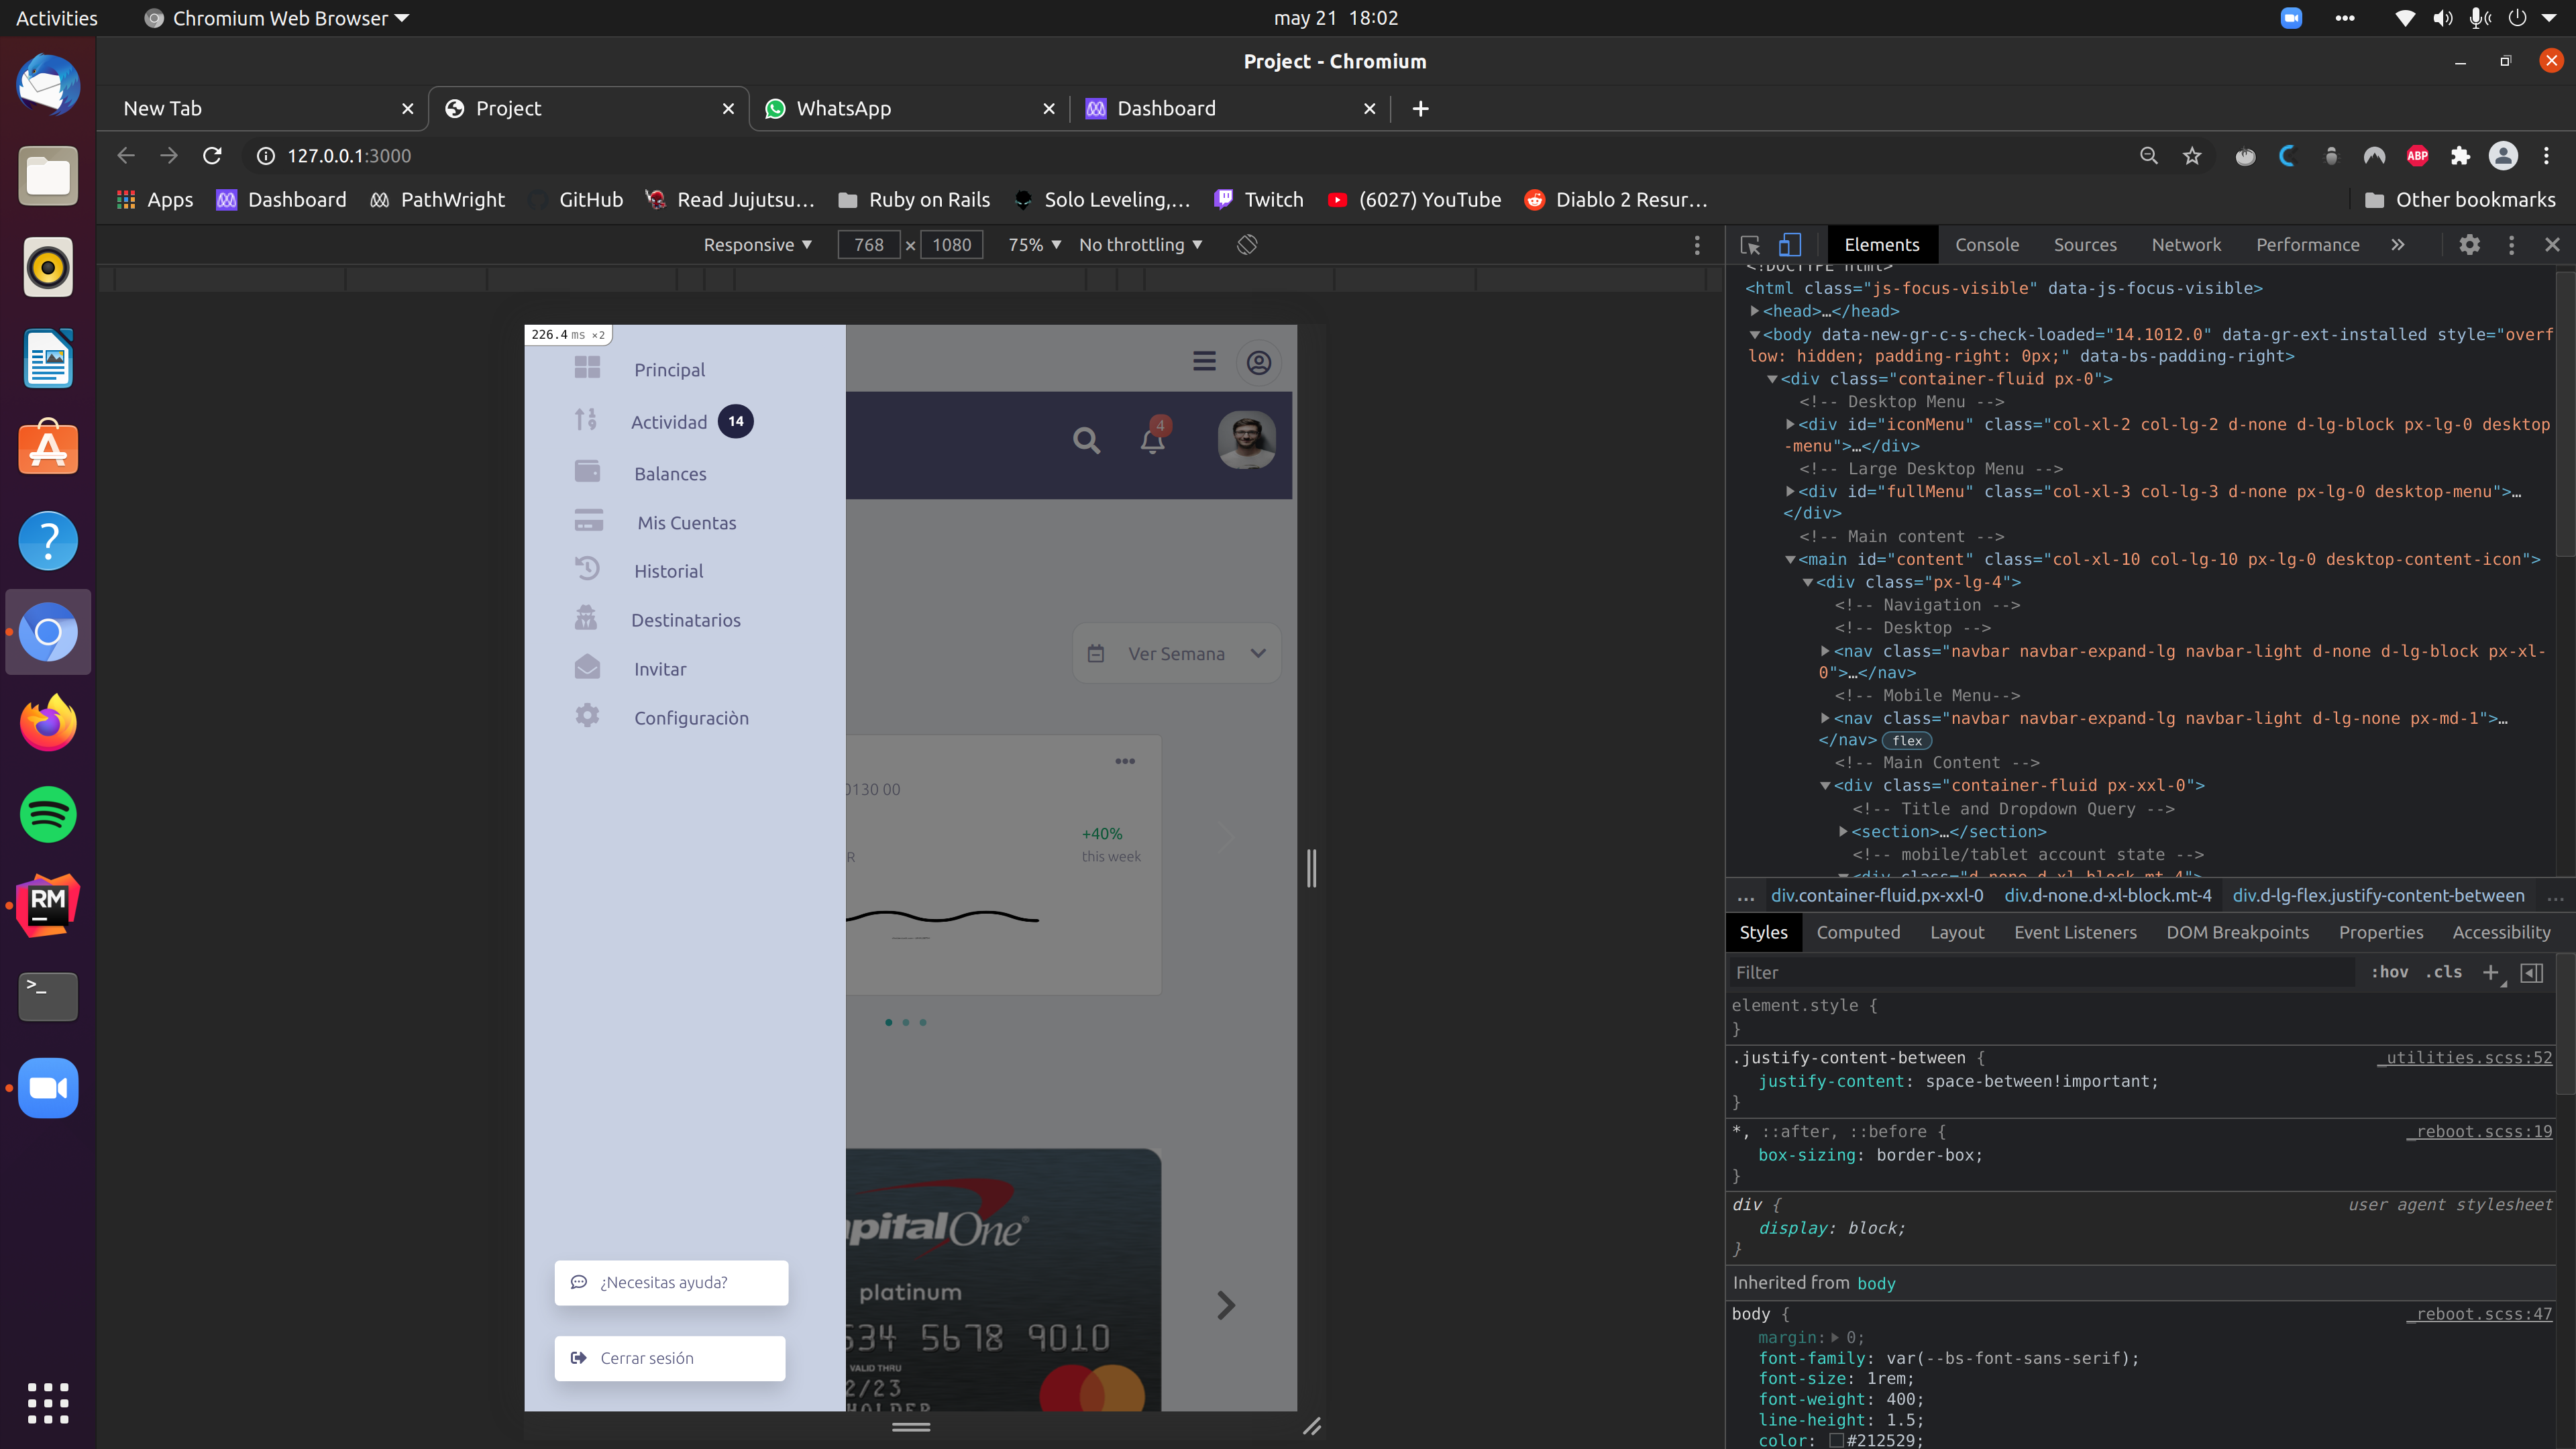 Activities
Chromium Web Browser
may 21 18:02
Project - Chromium
New Tab
Project
WhatsApp
Dashboard
127.0.0.1:3000
ABP
Apps
Dashboard
PathWright
GitHub
Read Jujutsu…
Ruby on Rails
Solo Leveling,…
Twitch
(6027) YouTube
Diablo 2 Resur…
Other bookmarks
Responsive
768 × 1080
75%
No throttling
226.4 ms ×2
Principal
Actividad 14
Balances
Mis Cuentas
Historial
Destinatarios
Invitar
Configuraciòn
¿Necesitas ayuda?
Cerrar sesión
4
Ver Semana
0130 00
+40%
R
this week
pitalOne®
platinum
534 5678 9010
VALID THRU
2/23
HOLDER
RM
>_
Elements
Console
Sources
Network
Performance
<!DOCTYPE html>
<html class="js-focus-visible" data-js-focus-visible>
<head>…</head>
<body data-new-gr-c-s-check-loaded="14.1012.0" data-gr-ext-installed style="overf
low: hidden; padding-right: 0px;" data-bs-padding-right>
<div class="container-fluid px-0">
<!-- Desktop Menu -->
<div id="iconMenu" class="col-xl-2 col-lg-2 d-none d-lg-block px-lg-0 desktop
-menu">…</div>
<!-- Large Desktop Menu -->
<div id="fullMenu" class="col-xl-3 col-lg-3 d-none px-lg-0 desktop-menu">…
</div>
<!-- Main content -->
<main id="content" class="col-xl-10 col-lg-10 px-lg-0 desktop-content-icon">
<div class="px-lg-4">
<!-- Navigation -->
<!-- Desktop -->
<nav class="navbar navbar-expand-lg navbar-light d-none d-lg-block px-xl-
0">…</nav>
<!-- Mobile Menu-->
<nav class="navbar navbar-expand-lg navbar-light d-lg-none px-md-1">…
</nav> flex
<!-- Main Content -->
<div class="container-fluid px-xxl-0">
<!-- Title and Dropdown Query -->
<section>…</section>
<!-- mobile/tablet account state -->
<div class="d-none d-xl-block mt-4">
… div.container-fluid.px-xxl-0 div.d-none.d-xl-block.mt-4 div.d-lg-flex.justify-content-between …
Styles
Computed
Layout
Event Listeners
DOM Breakpoints
Properties
Accessibility
Filter
:hov .cls
element.style {
}
.justify-content-between { _utilities.scss:52
justify-content: space-between!important;
}
*, ::after, ::before { _reboot.scss:19
box-sizing: border-box;
}
div { user agent stylesheet
display: block;
}
Inherited from body
body { _reboot.scss:47
margin: 0;
font-family: var(--bs-font-sans-serif);
font-size: 1rem;
font-weight: 400;
line-height: 1.5;
color: #212529;